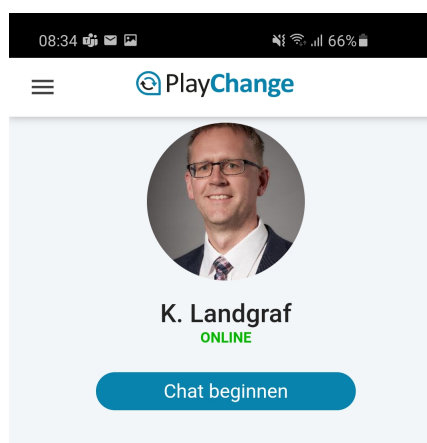 08:34 66%
PlayChange
K. Landgraf
ONLINE
Chat beginnen